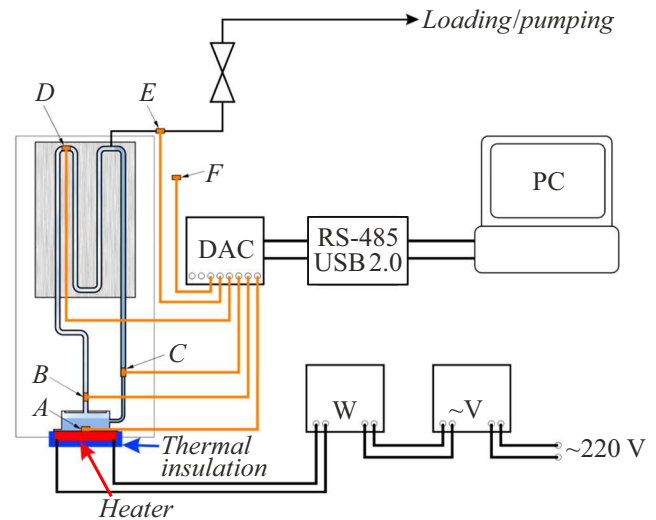 Loading/pumping
D
E
F
PC
DAC
RS-485
USB 2.0
C
B
A
W
~V
~220 V
Thermal
insulation
Heater